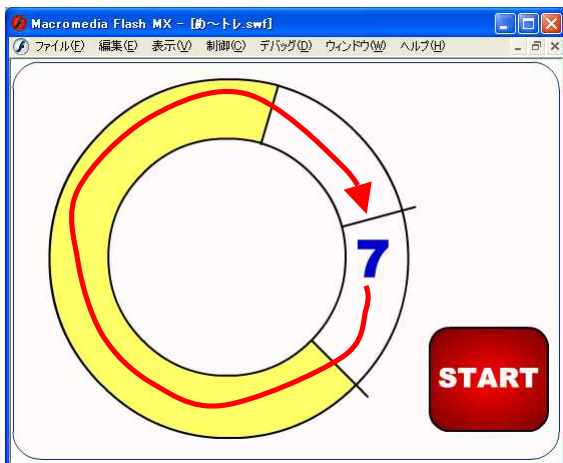 Macromedia Flash MX - [め～トレ.swf]
ファイル(F) 編集(E) 表示(V) 制御(C) デバッグ(D) ウィンドウ(W) ヘルプ(H)
7
START